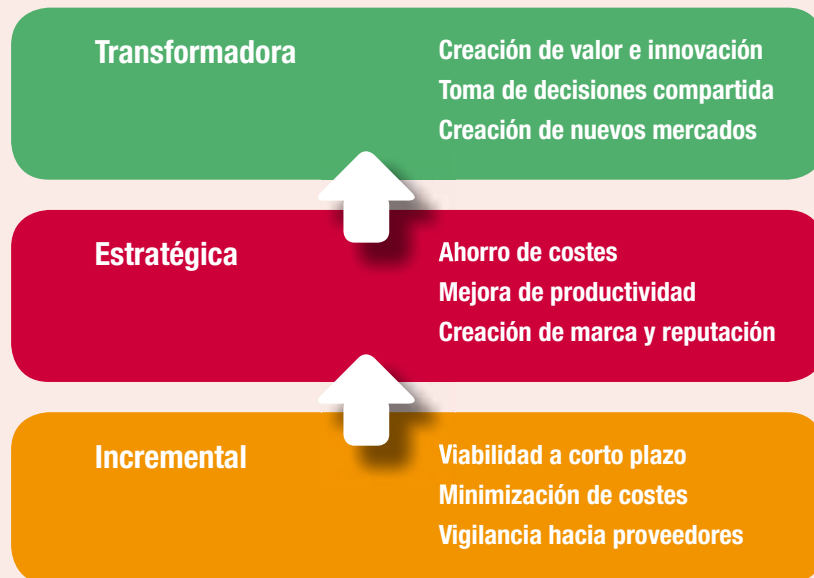 Transformadora
Creación de valor e innovación
Toma de decisiones compartida
Creación de nuevos mercados
Estratégica
Ahorro de costes
Mejora de productividad
Creación de marca y reputación
Incremental
Viabilidad a corto plazo
Minimización de costes
Vigilancia hacia proveedores